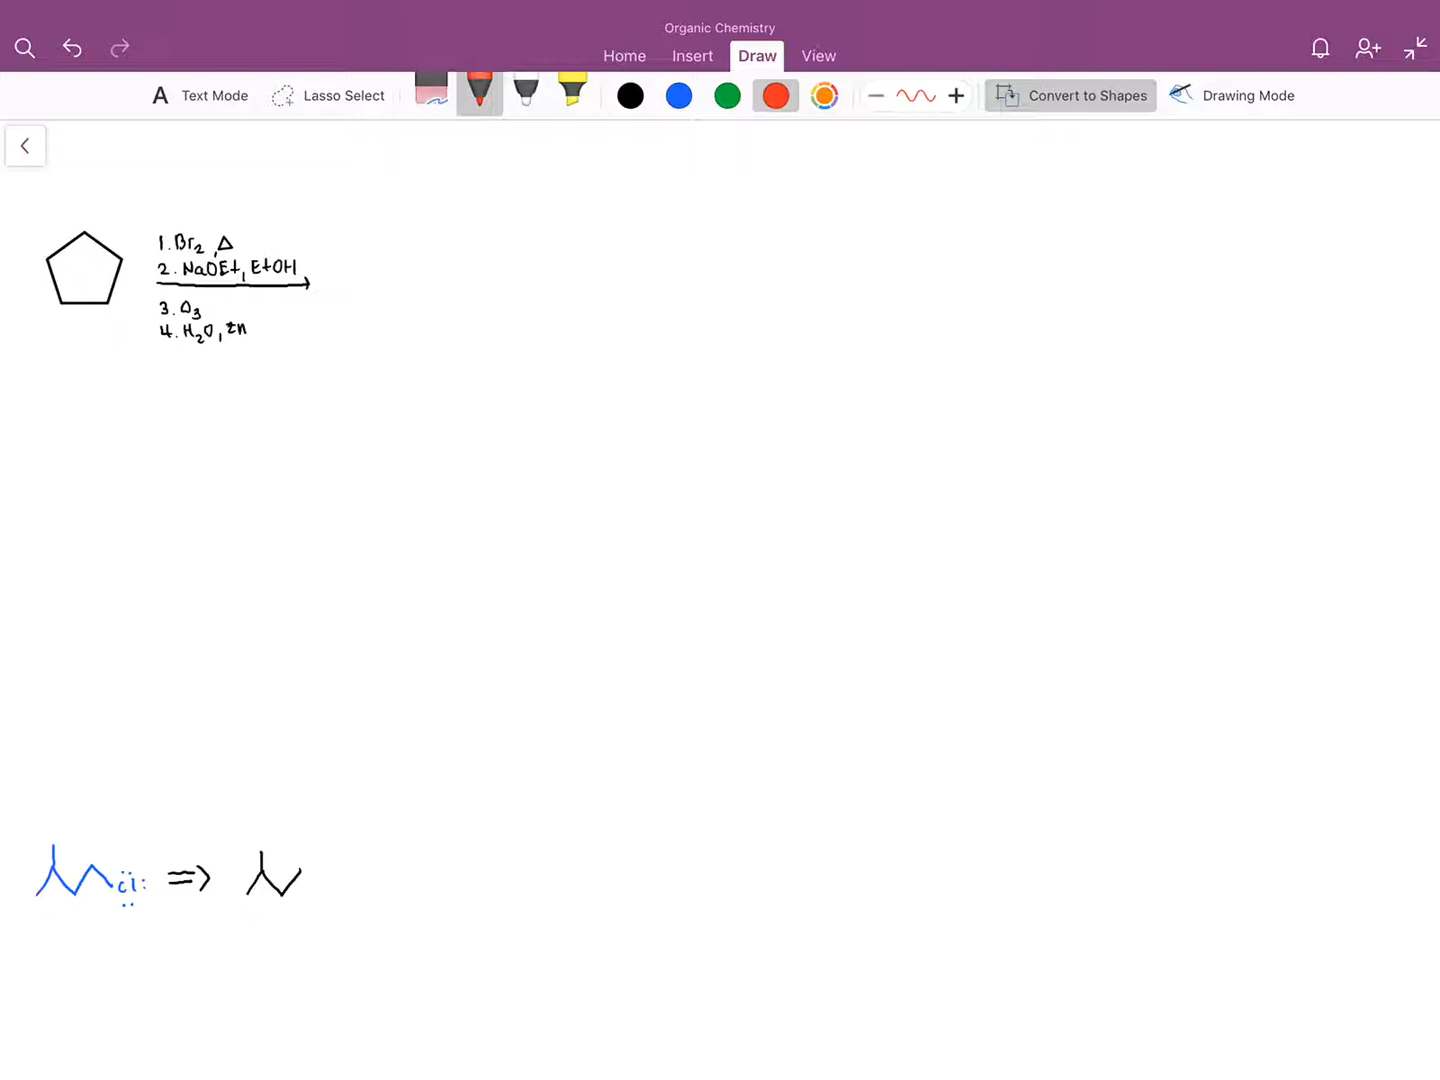 Organic Chemistry
Home Insert Draw View
A Text Mode Lasso Select Convert to Shapes Drawing Mode
1. Br₂, Δ
2. NaOEt, EtOH
3. O₃
4. H₂O, Zn
:Cl: ⇒